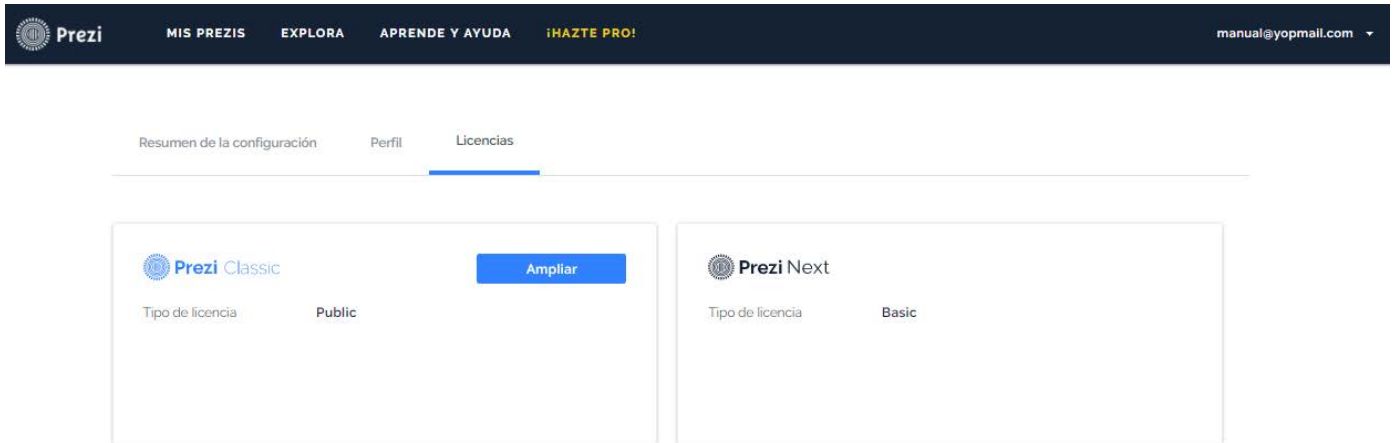 Prezi MIS PREZIS EXPLORA APRENDE Y AYUDA ¡HAZTE PRO! manual@yopmail.com
Resumen de la configuración Perfil Licencias
Prezi Classic Ampliar Prezi Next
Tipo de licencia Public Tipo de licencia Basic